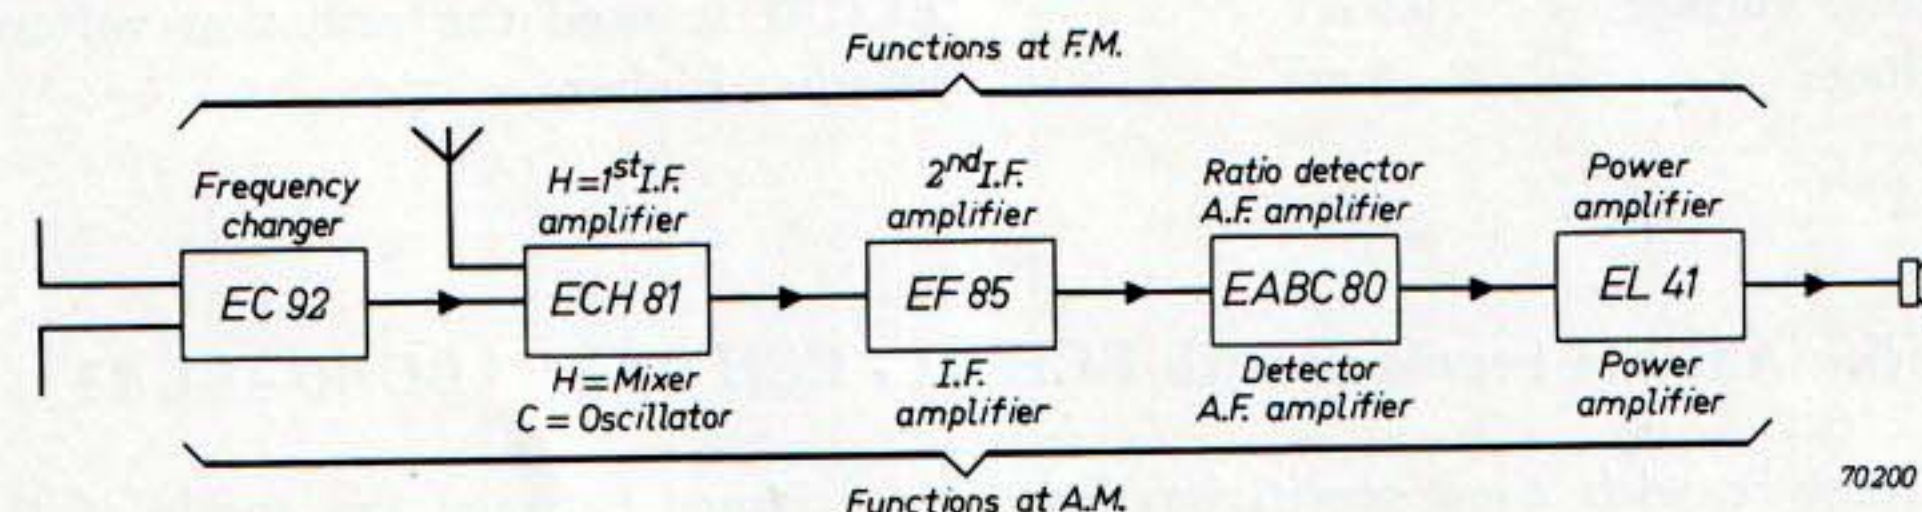 Functions at F.M.
Frequency
changer
EC 92
H=1st I.F.
amplifier
ECH 81
H=Mixer
C=Oscillator
2nd I.F.
amplifier
EF 85
I.F.
amplifier
Ratio detector
A.F. amplifier
EABC 80
Detector
A.F. amplifier
Power
amplifier
EL 41
Power
amplifier
70200
Functions at A.M.